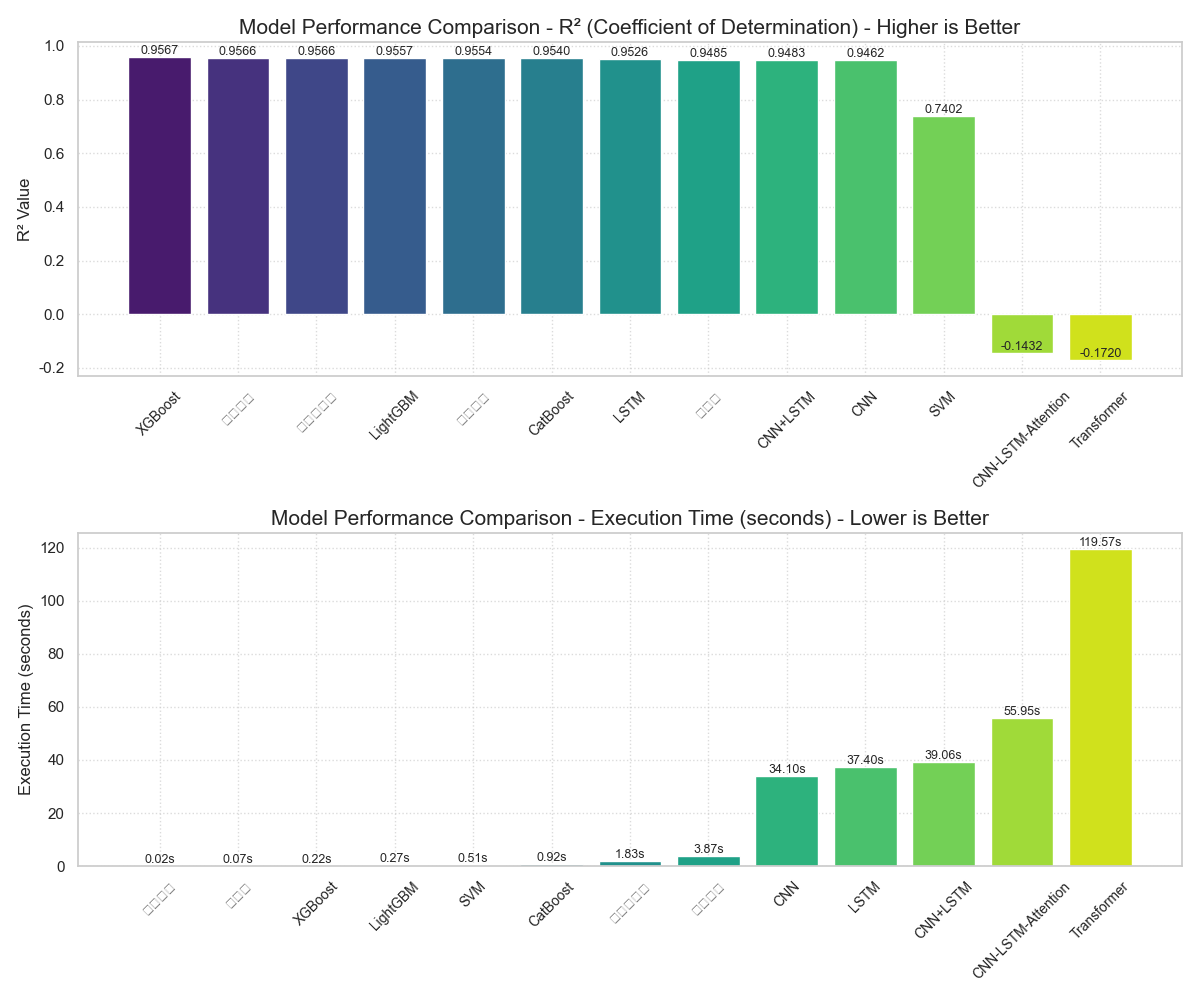 Model Performance Comparison - R² (Coefficient of Determination) - Higher is Better
R² Value
1.0
0.8
0.6
0.4
0.2
0.0
-0.2
0.9567
0.9566
0.9566
0.9557
0.9554
0.9540
0.9526
0.9485
0.9483
0.9462
0.7402
-0.1432
-0.1720
XGBoost
LightGBM
CatBoost
LSTM
CNN+LSTM
CNN
SVM
CNN-LSTM-Attention
Transformer
Model Performance Comparison - Execution Time (seconds) - Lower is Better
Execution Time (seconds)
120
100
80
60
40
20
0
0.02s
0.07s
0.22s
0.27s
0.51s
0.92s
1.83s
3.87s
34.10s
37.40s
39.06s
55.95s
119.57s
XGBoost
LightGBM
SVM
CatBoost
CNN
LSTM
CNN+LSTM
CNN-LSTM-Attention
Transformer